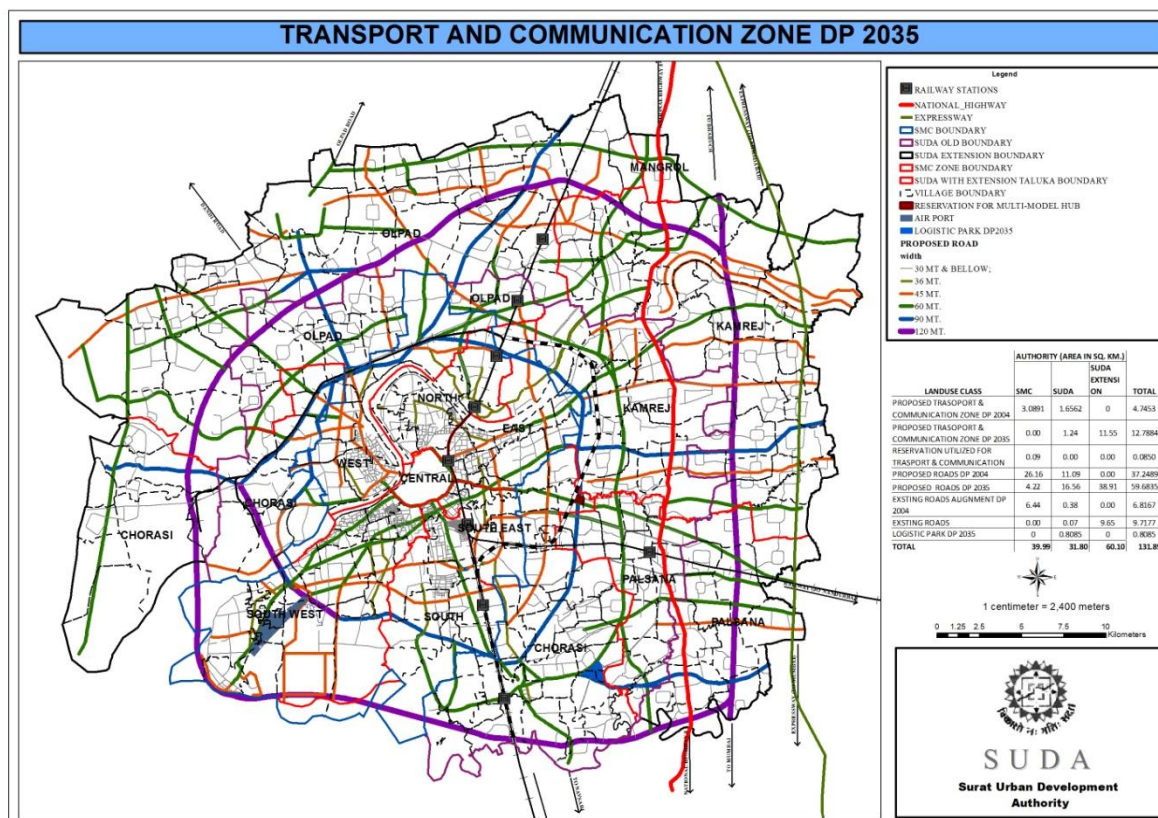 TRANSPORT AND COMMUNICATION ZONE DP 2035
OLPAD ROAD
MANGROL
OLPAD
OLPAD
OLPAD
KAMREJ
KAMREJ
NORTH
EAST
WEST
CENTRAL
CHORASI
CHORASI
SOUTH EAST
PALSANA
PALSANA
SOUTH WEST
SOUTH
CHORASI
TO MUMBAI
Legend
RAILWAY STATIONS
NATIONAL_HIGHWAY
EXPRESSWAY
SMC BOUNDARY
SUDA OLD BOUNDARY
SUDA EXTENSION BOUNDARY
SMC ZONE BOUNDARY
SUDA WITH EXTENSION TALUKA BOUNDARY
VILLAGE BOUNDARY
RESERVATION FOR MULTI-MODEL HUB
AIR PORT
LOGISTIC PARK DP2035
PROPOSED ROAD
width
30 MT & BELLOW;
36 MT.
45 MT.
60 MT.
90 MT.
120 MT.
AUTHORITY (AREA IN SQ. KM.)
LANDUSE CLASS SMC SUDA SUDA EXTENSI ON TOTAL
PROPOSED TRASOPORT & COMMUNICATION ZONE DP 2004 3.0891 1.6562 0 4.7453
PROPOSED TRASOPORT & COMMUNICATION ZONE DP 2035 0.00 1.24 11.55 12.7884
RESERVATION UTILIZED FOR TRASPORT & COMMUNICATION 0.09 0.00 0.00 0.0850
PROPOSED ROADS DP 2004 26.16 11.09 0.00 37.2489
PROPOSED ROADS DP 2035 4.22 16.56 38.91 59.6835
EXSTING ROADS ALIGNMENT DP 2004 6.44 0.38 0.00 6.8167
EXSTING ROADS 0.00 0.07 9.65 9.7177
LOGISTIC PARK DP 2035 0 0.8085 0 0.8085
TOTAL 39.99 31.80 60.10 131.89
1 centimeter = 2,400 meters
0 1.25 2.5 5 7.5 10
Kilometers
SUDA
Surat Urban Development
Authority